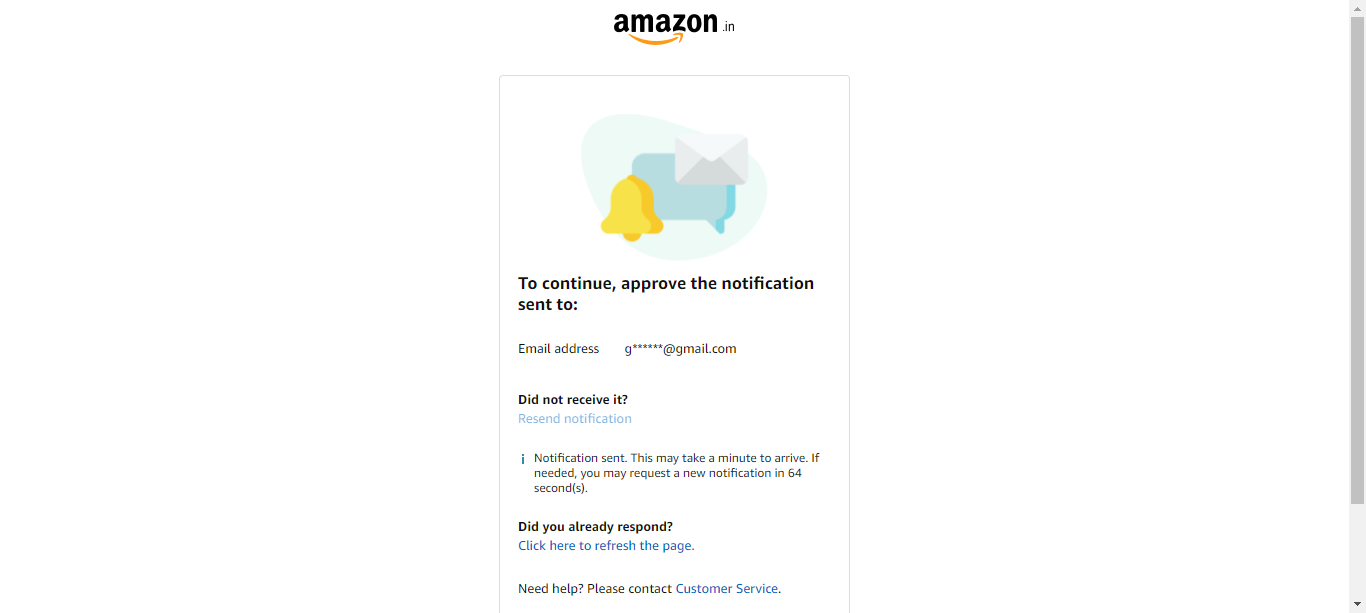 amazon.in
To continue, approve the notification
sent to:
Email address g******@gmail.com
Did not receive it?
Resend notification
i Notification sent. This may take a minute to arrive. If
needed, you may request a new notification in 64
second(s).
Did you already respond?
Click here to refresh the page.
Need help? Please contact Customer Service.